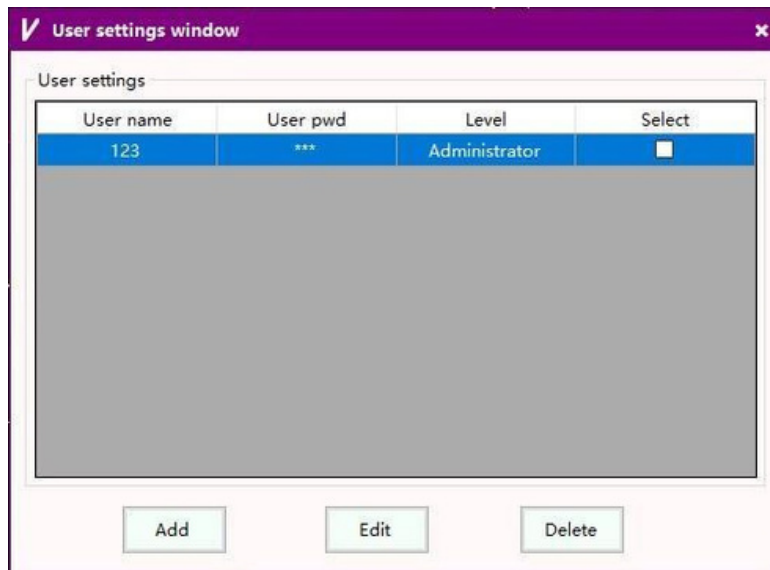 V User settings window ×
User settings
User name User pwd Level Select
123 *** Administrator
Add Edit Delete